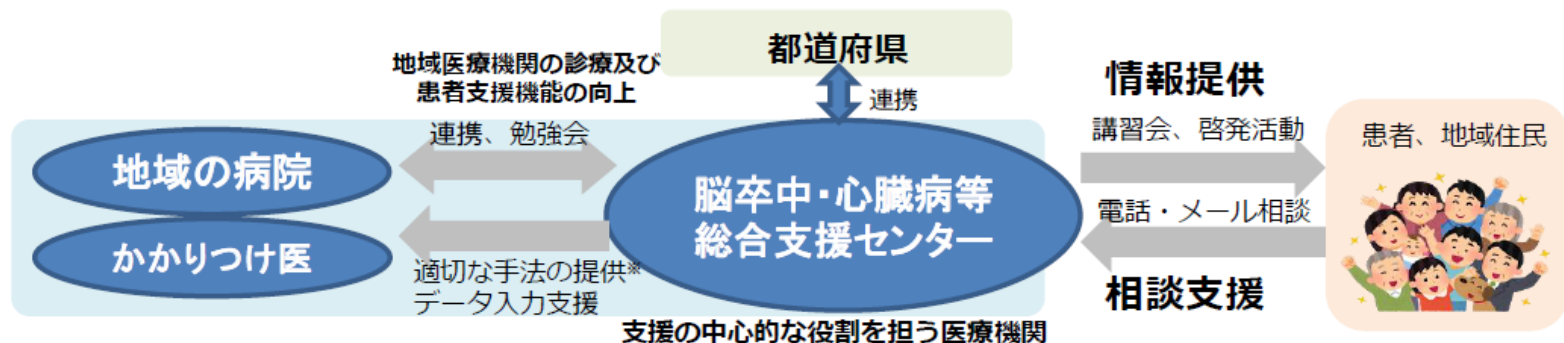 都道府県
地域医療機関の診療及び
患者支援機能の向上
連携
情報提供
連携、勉強会
講習会、啓発活動
患者、地域住民
地域の病院
脳卒中・心臓病等
総合支援センター
電話・メール相談
かかりつけ医
適切な手法の提供※
データ入力支援
相談支援
支援の中心的な役割を担う医療機関